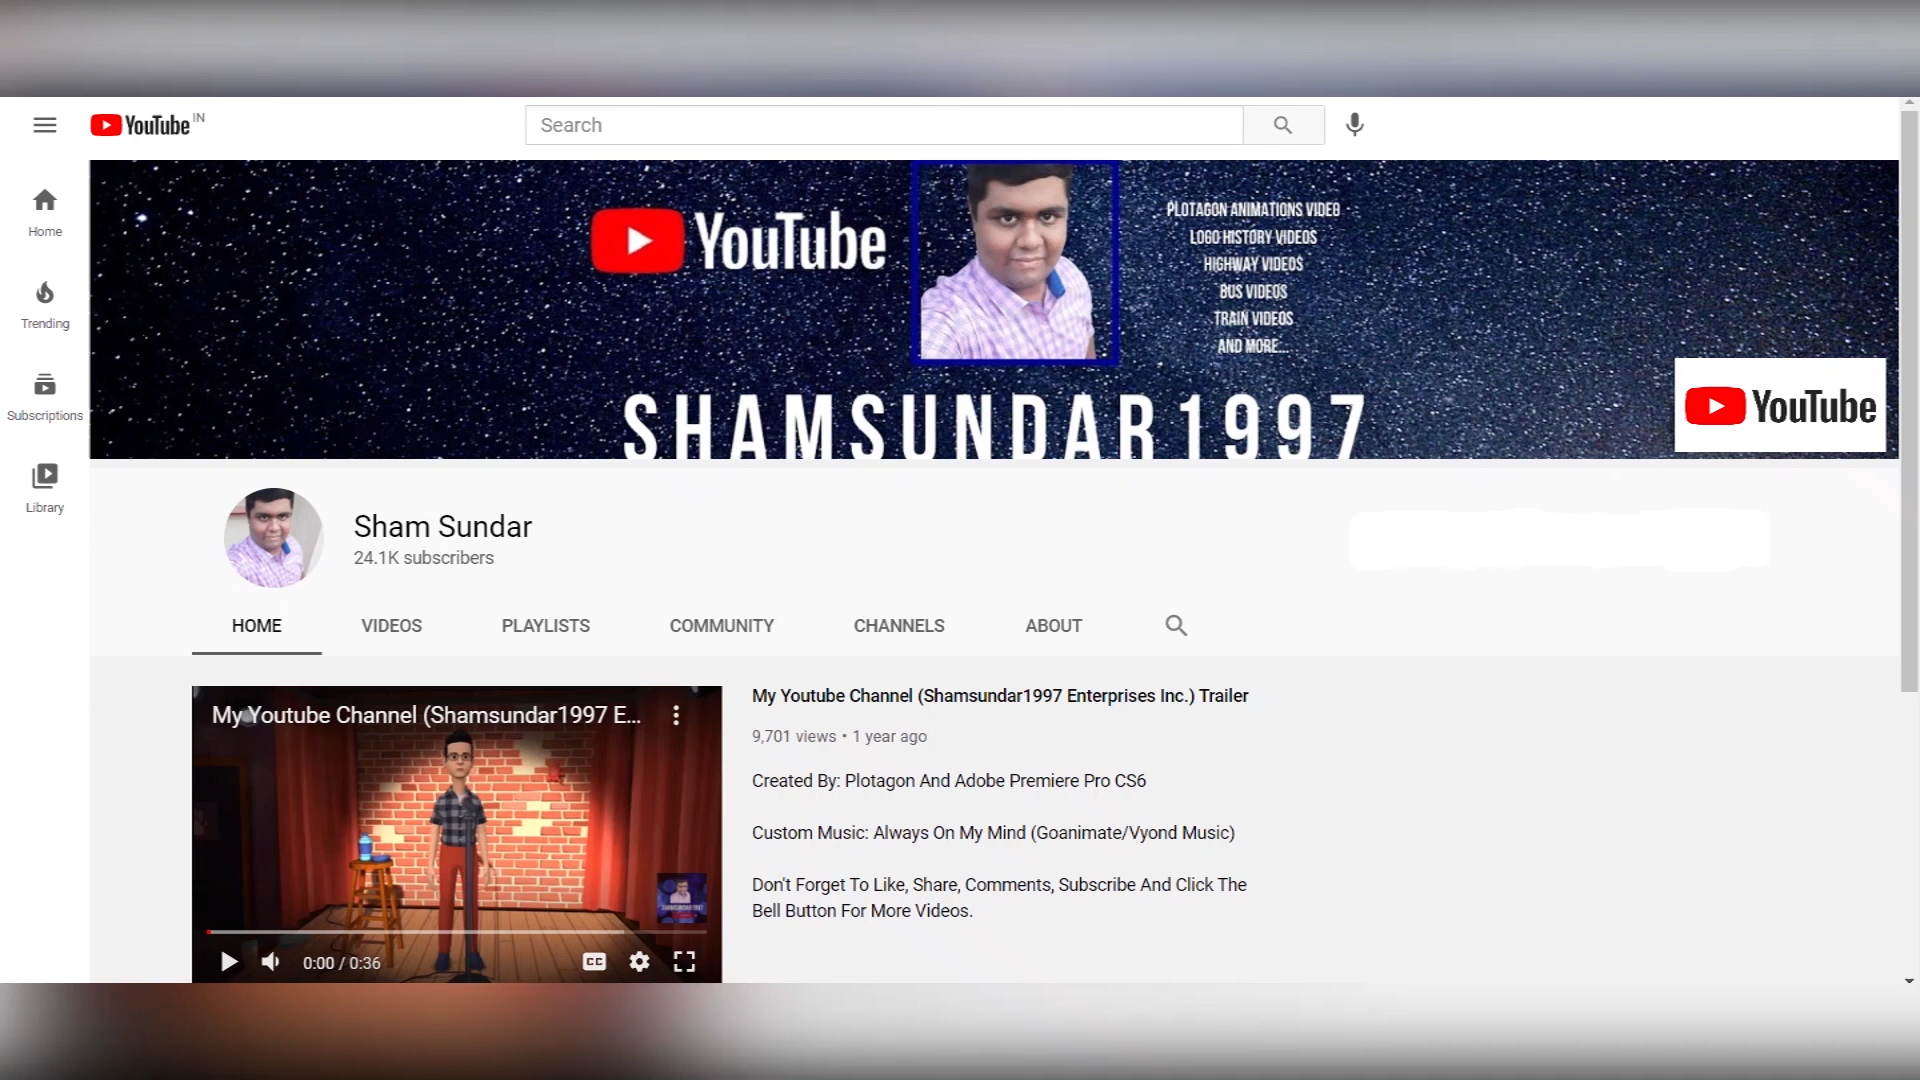 YouTube IN
Search
Home
Trending
Subscriptions
Library
YouTube
PLOTAGON ANIMATIONS VIDEO
LOGO HISTORY VIDEOS
HIGHWAY VIDEOS
BUS VIDEOS
TRAIN VIDEOS
AND MORE...
SHAMSUNDAR1997
YouTube
Sham Sundar
24.1K subscribers
HOME VIDEOS PLAYLISTS COMMUNITY CHANNELS ABOUT
My Youtube Channel (Shamsundar1997 E...
SHAMSUNDAR1997
0:00 / 0:36
CC
My Youtube Channel (Shamsundar1997 Enterprises Inc.) Trailer
9,701 views • 1 year ago
Created By: Plotagon And Adobe Premiere Pro CS6
Custom Music: Always On My Mind (Goanimate/Vyond Music)
Don't Forget To Like, Share, Comments, Subscribe And Click The
Bell Button For More Videos.